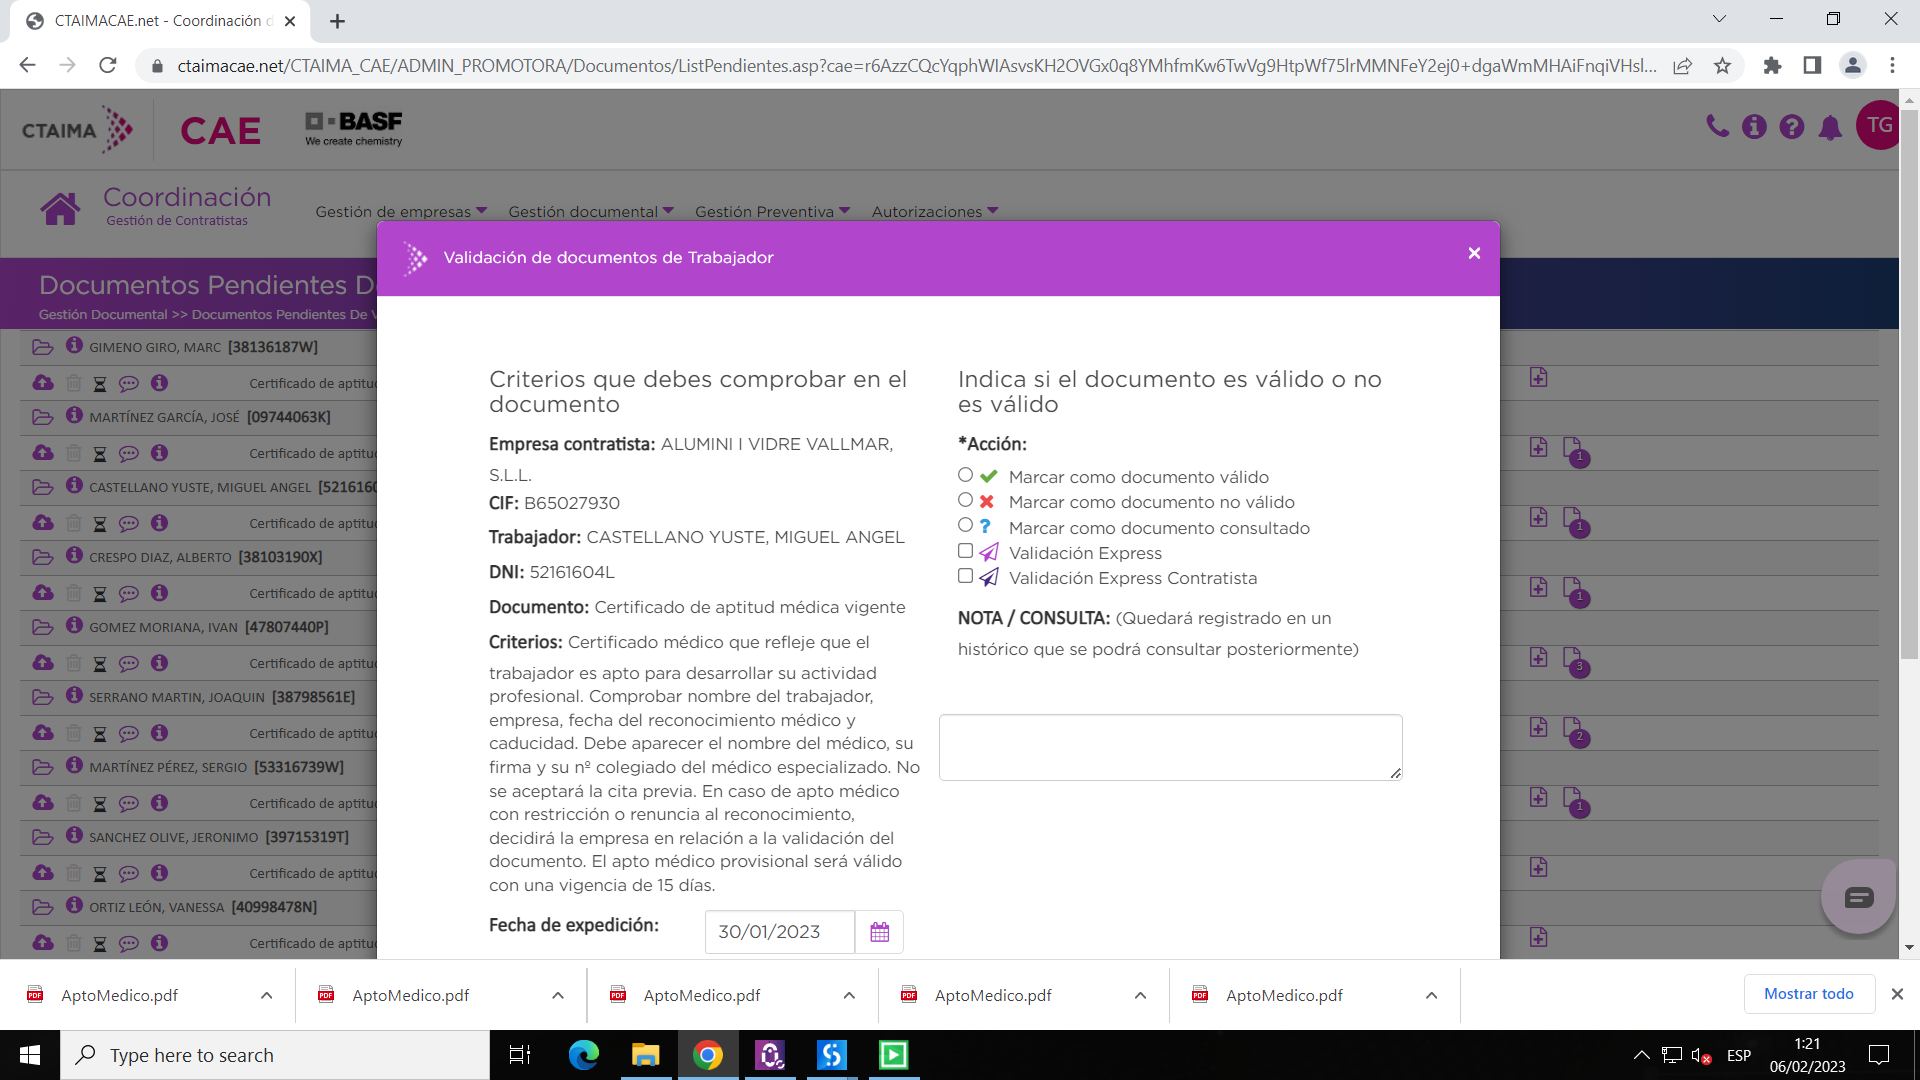 CTAIMACAE.net - Coordinación d
ctaimacae.net/CTAIMA_CAE/ADMIN_PROMOTORA/Documentos/ListPendientes.asp?cae=r6AzzCQcYqphWIAsvsKH2OVGx0q8YMhfmKw6TwVg9HtpWf75lrMMNFeY2ej0+dgaWmMHAiFnqiVHsl...
CTAIMA CAE BASF
We create chemistry
TG
Coordinación
Gestión de Contratistas
Gestión de empresas Gestión documental Gestión Preventiva Autorizaciones
Validación de documentos de Trabajador
Documentos Pendientes D
Gestión Documental >> Documentos Pendientes De V
GIMENO GIRO, MARC [38136187W]
Certificado de aptitud
MARTÍNEZ GARCÍA, JOSÉ [09744063K]
Certificado de aptitud
1
CASTELLANO YUSTE, MIGUEL ANGEL [5216160
Certificado de aptitud
1
CRESPO DIAZ, ALBERTO [38103190X]
Certificado de aptitud
1
GOMEZ MORIANA, IVAN [47807440P]
Certificado de aptitud
3
SERRANO MARTIN, JOAQUIN [38798561E]
Certificado de aptitud
2
MARTÍNEZ PÉREZ, SERGIO [53316739W]
Certificado de aptitud
1
SANCHEZ OLIVE, JERONIMO [39715319T]
Certificado de aptitud
ORTIZ LEÓN, VANESSA [40998478N]
Certificado de aptitud
Criterios que debes comprobar en el
documento
Empresa contratista: ALUMINI I VIDRE VALLMAR,
S.L.L.
CIF: B65027930
Trabajador: CASTELLANO YUSTE, MIGUEL ANGEL
DNI: 52161604L
Documento: Certificado de aptitud médica vigente
Criterios: Certificado médico que refleje que el
trabajador es apto para desarrollar su actividad
profesional. Comprobar nombre del trabajador,
empresa, fecha del reconocimiento médico y
caducidad. Debe aparecer el nombre del médico, su
firma y su nº colegiado del médico especializado. No
se aceptará la cita previa. En caso de apto médico
con restricción o renuncia al reconocimiento,
decidirá la empresa en relación a la validación del
documento. El apto médico provisional será válido
con una vigencia de 15 días.
Fecha de expedición: 30/01/2023
Indica si el documento es válido o no
es válido
*Acción:
Marcar como documento válido
Marcar como documento no válido
Marcar como documento consultado
Validación Express
Validación Express Contratista
NOTA / CONSULTA: (Quedará registrado en un
histórico que se podrá consultar posteriormente)
AptoMedico.pdf AptoMedico.pdf AptoMedico.pdf AptoMedico.pdf AptoMedico.pdf Mostrar todo
Type here to search
ESP
1:21
06/02/2023